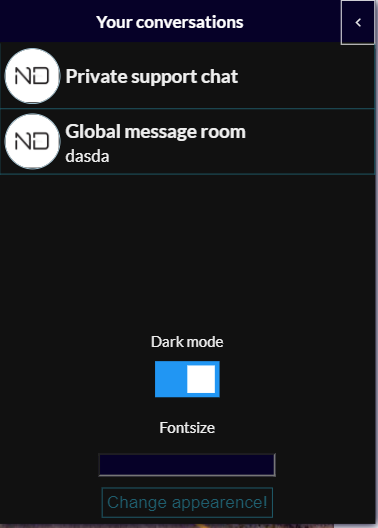 Your conversations
<
ND
Private support chat
ND
Global message room
dasda
Dark mode
Fontsize
Change appearence!